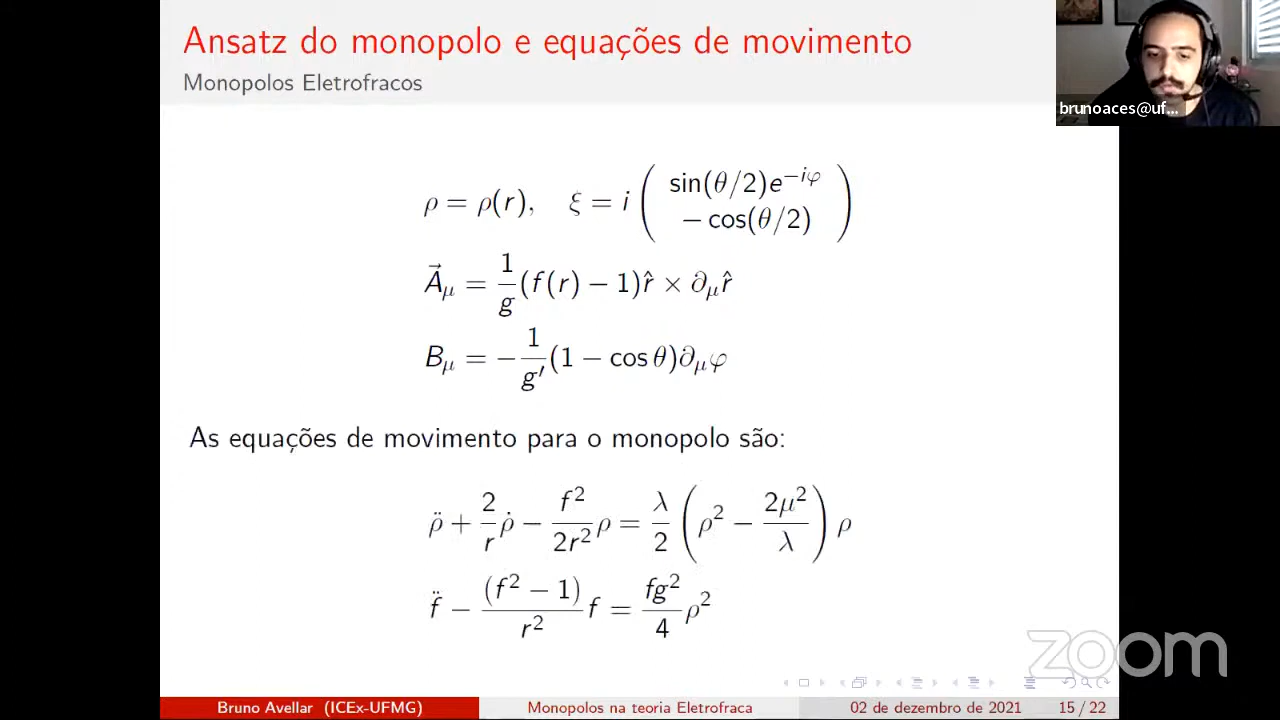 Ansatz do monopolo e equações de movimento
Monopolos Eletrofracos
brunoaces@uf...
ρ = ρ(r), ξ = i ( sin(θ/2)e^{−iφ} − cos(θ/2) )
A⃗_μ = 1/g (f(r) − 1) r̂ × ∂_μ r̂
B_μ = − 1/g′ (1 − cos θ)∂_μ φ
As equações de movimento para o monopolo são:
ρ̈ + 2/r ρ̇ − f²/2r² ρ = λ/2 ( ρ² − 2μ²/λ ) ρ
f̈ − (f² − 1)/r² f = fg²/4 ρ²
zoom
Bruno Avellar (ICEx-UFMG) Monopolos na teoria Eletrofraca 02 de dezembro de 2021 15 / 22